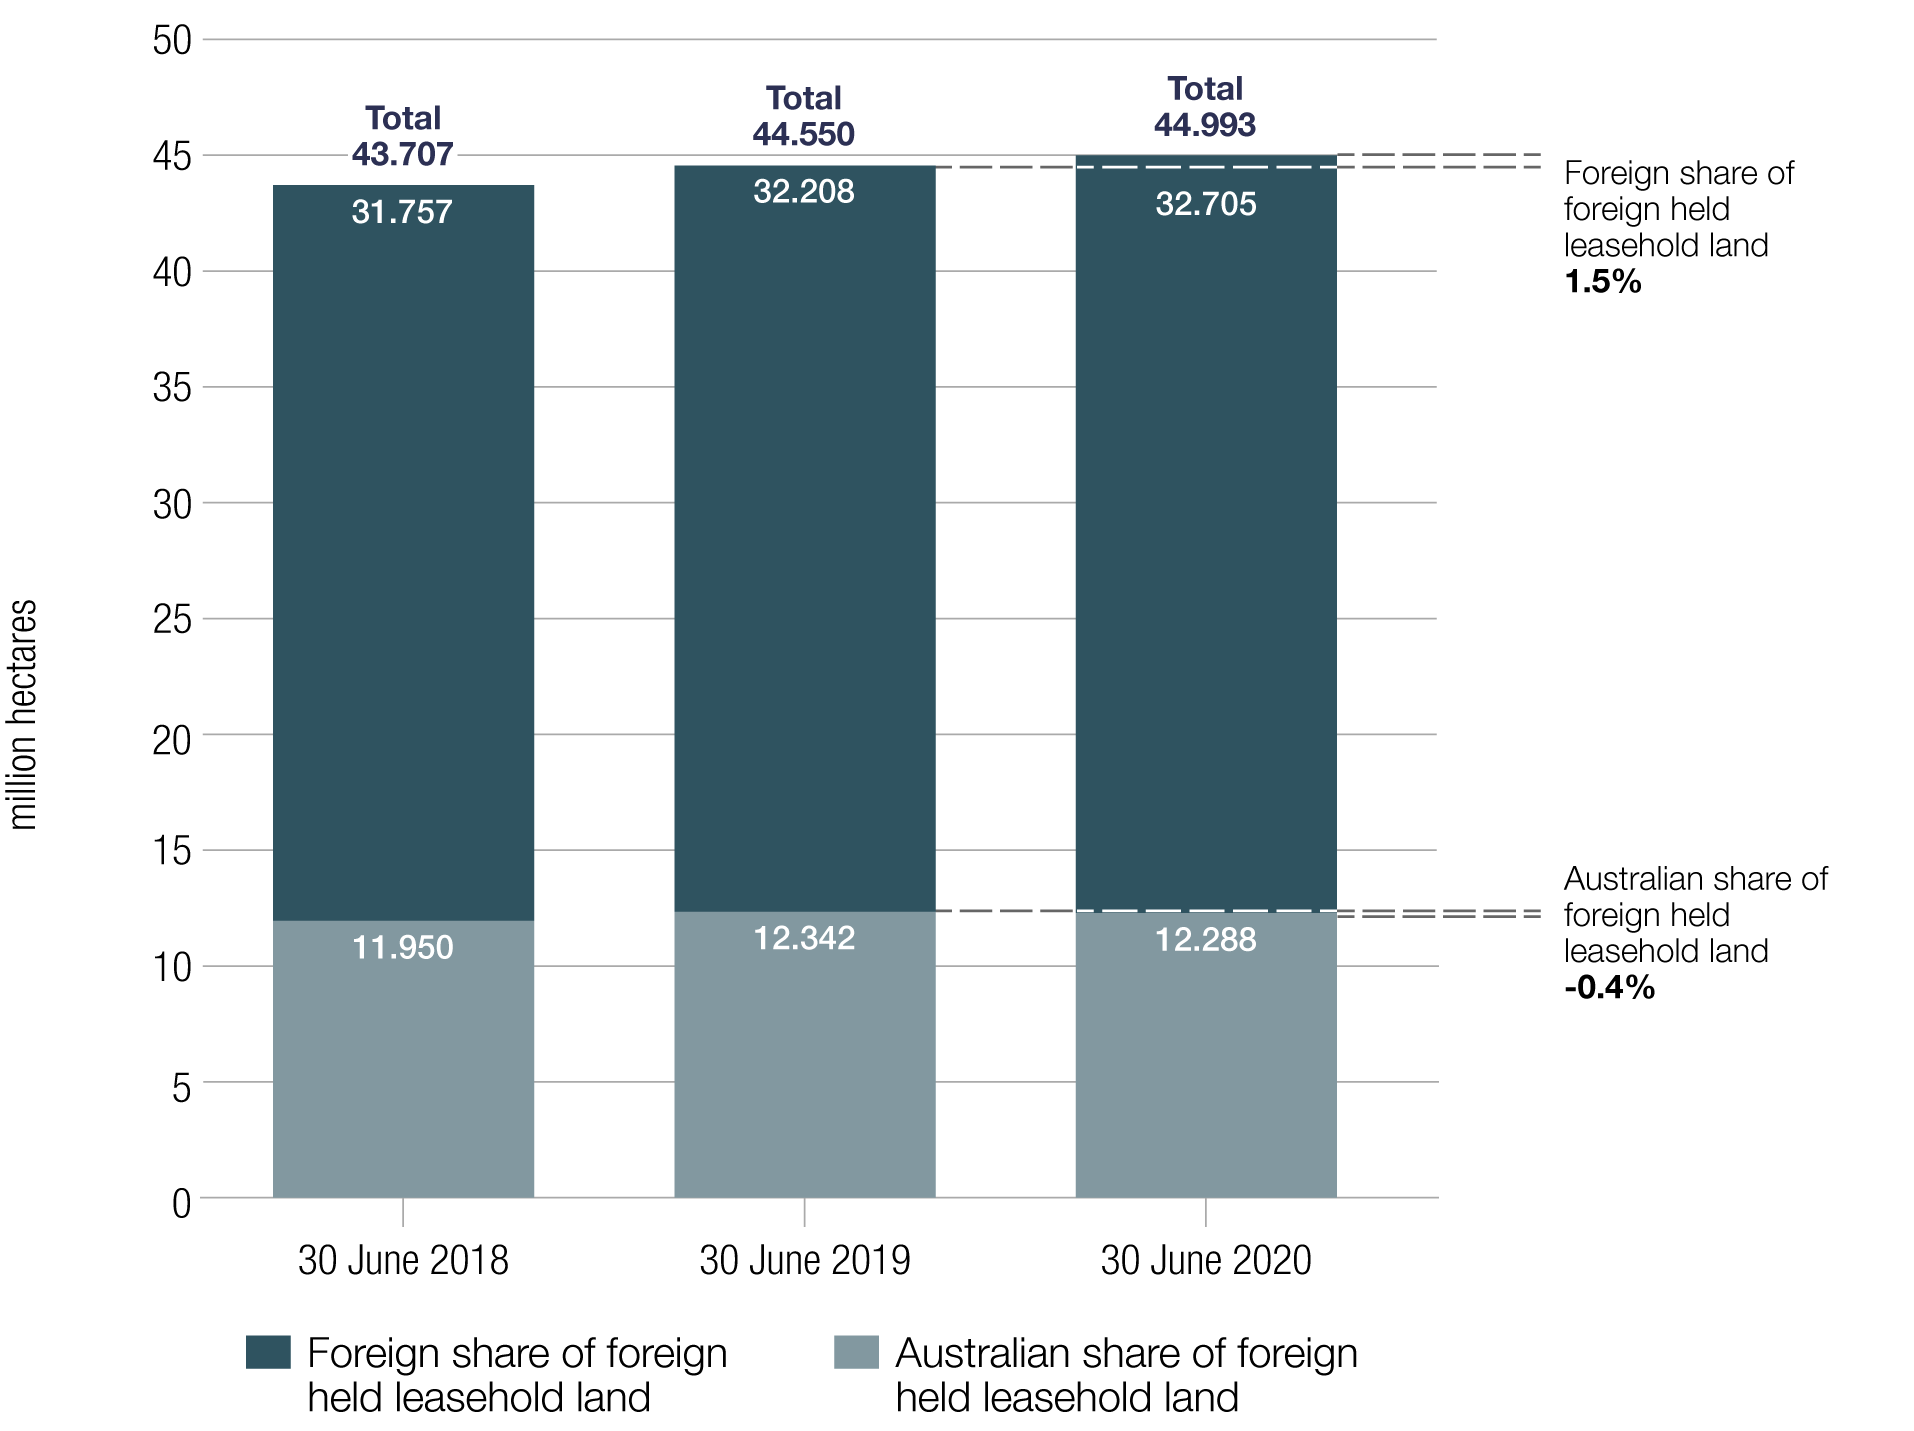 50
45
40
35
30
25
20
15
10
5
0
million hectares
Total
43.707
31.757
11.950
Total
44.550
32.208
12.342
Total
44.993
32.705
12.288
Foreign share of
foreign held
leasehold land
1.5%
Australian share of
foreign held
leasehold land
-0.4%
30 June 2018
30 June 2019
30 June 2020
Foreign share of foreign
held leasehold land
Australian share of foreign
held leasehold land